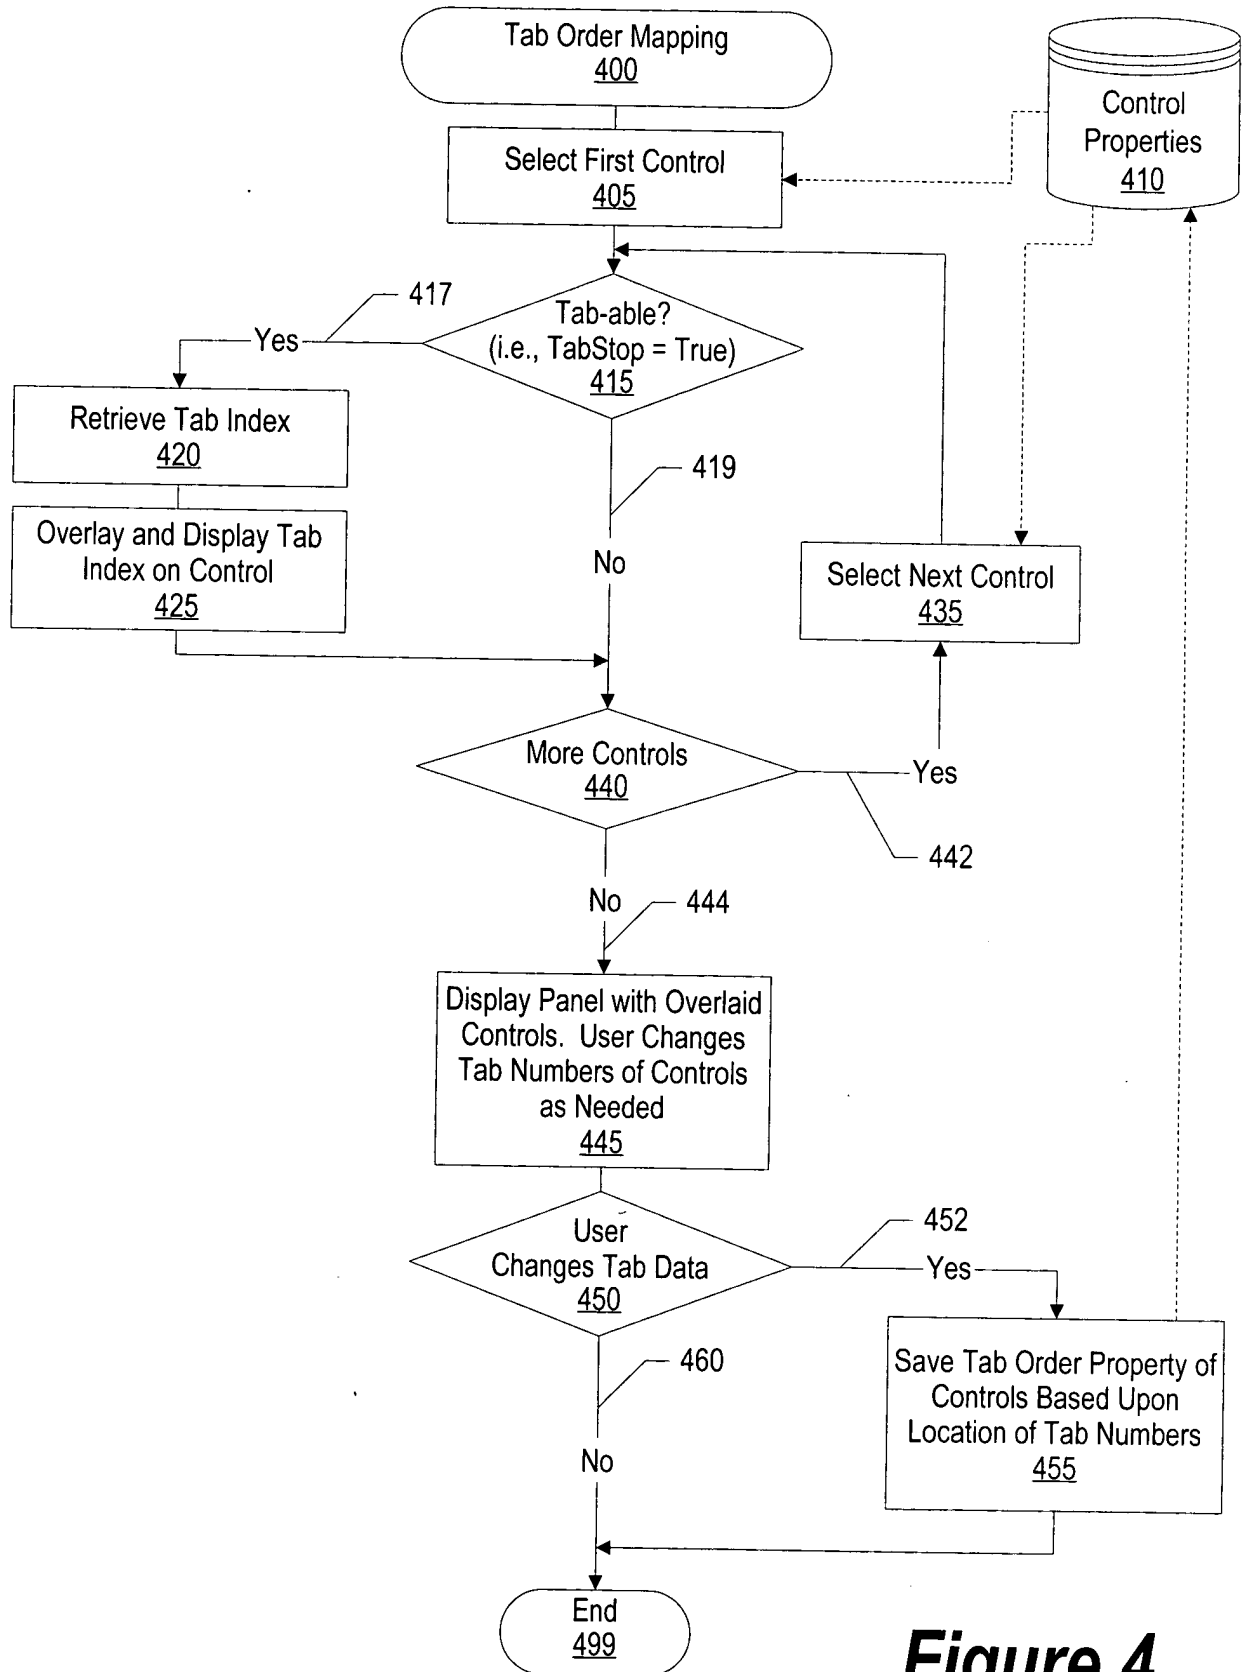 Tab Order Mapping
400
Control
Properties
410
Select First Control
405
417
Yes
Tab-able?
(i.e., TabStop = True)
415
Retrieve Tab Index
420
419
Overlay and Display Tab
Index on Control
425
No
Select Next Control
435
More Controls
440
Yes
442
No
444
Display Panel with Overlaid
Controls. User Changes
Tab Numbers of Controls
as Needed
445
User
Changes Tab Data
450
452
Yes
460
Save Tab Order Property of
Controls Based Upon
Location of Tab Numbers
455
No
End
499
Figure 4